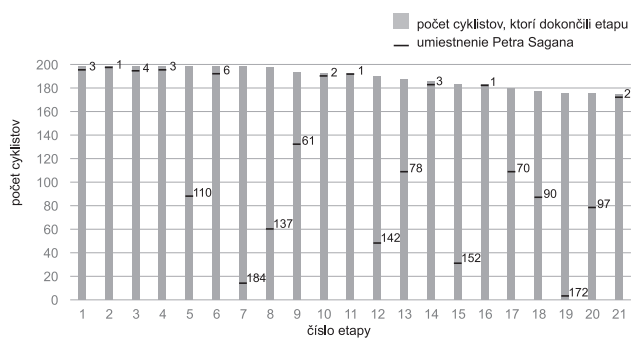 počet cyklistov, ktorí dokončili etapu
umiestnenie Petra Sagana
počet cyklistov
200
180
160
140
120
100
80
60
40
20
0
3 1 4 3 110 6 184 137 61 2 1 142 78 3 152 1 70 90 172 97 2
1 2 3 4 5 6 7 8 9 10 11 12 13 14 15 16 17 18 19 20 21
číslo etapy